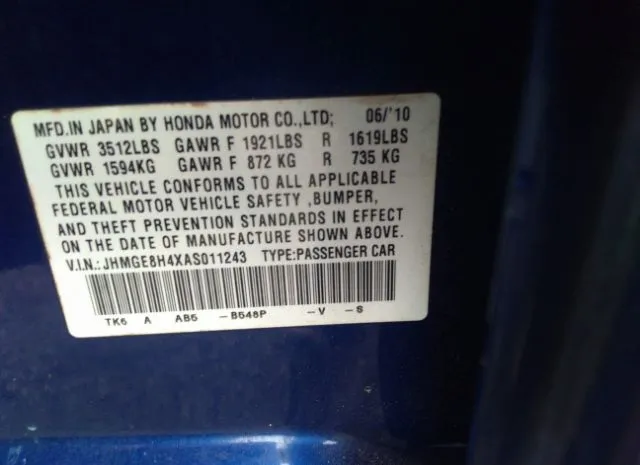 MFD.IN JAPAN BY HONDA MOTOR CO.,LTD; 06/'10
GVWR 3512LBS GAWR F 1921LBS R 1619LBS
GVWR 1594KG GAWR F 872 KG R 735 KG
THIS VEHICLE CONFORMS TO ALL APPLICABLE
FEDERAL MOTOR VEHICLE SAFETY ,BUMPER,
AND THEFT PREVENTION STANDARDS IN EFFECT
ON THE DATE OF MANUFACTURE SHOWN ABOVE.
V.I.N.:JHMGE8H4XAS011243 TYPE:PASSENGER CAR
TK6 A AB5 -B548P -V -S